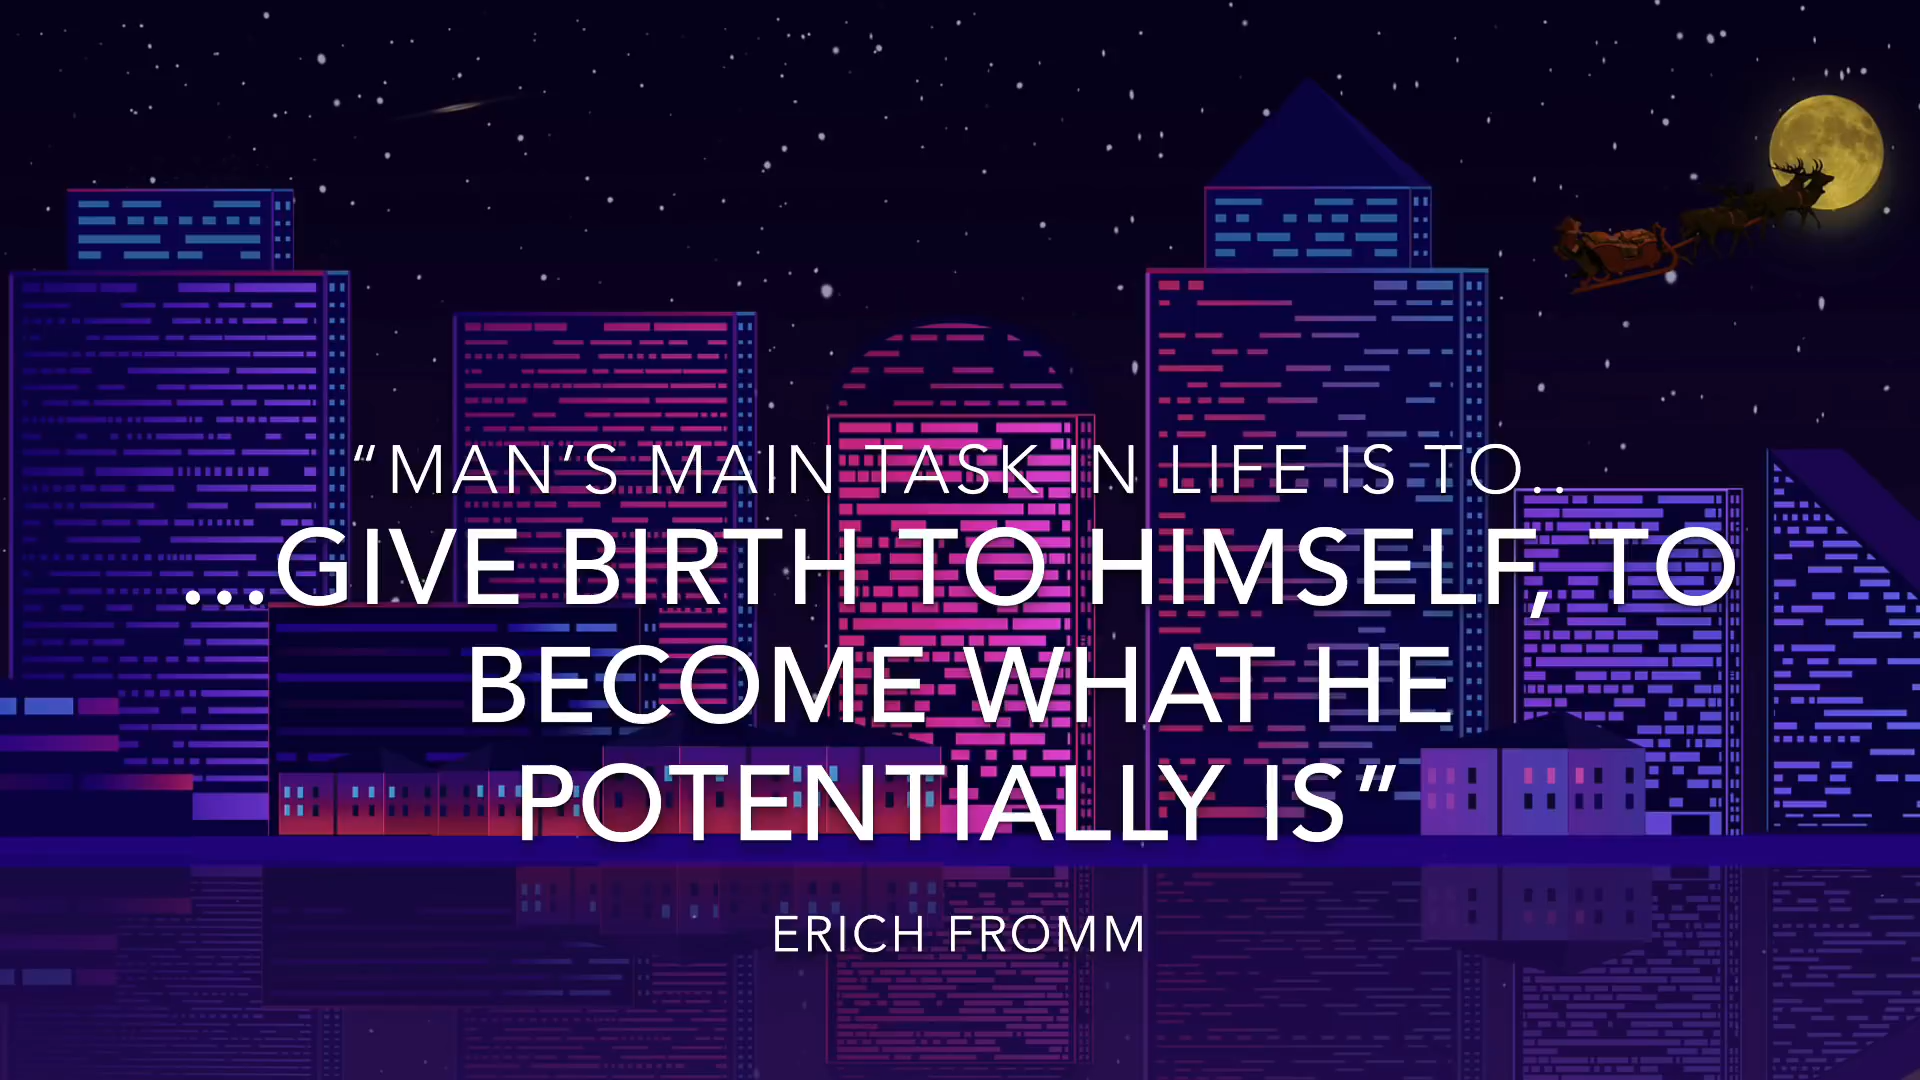 “MAN’S MAIN TASK IN LIFE IS TO..
...GIVE BIRTH TO HIMSELF, TO
BECOME WHAT HE
POTENTIALLY IS”
ERICH FROMM